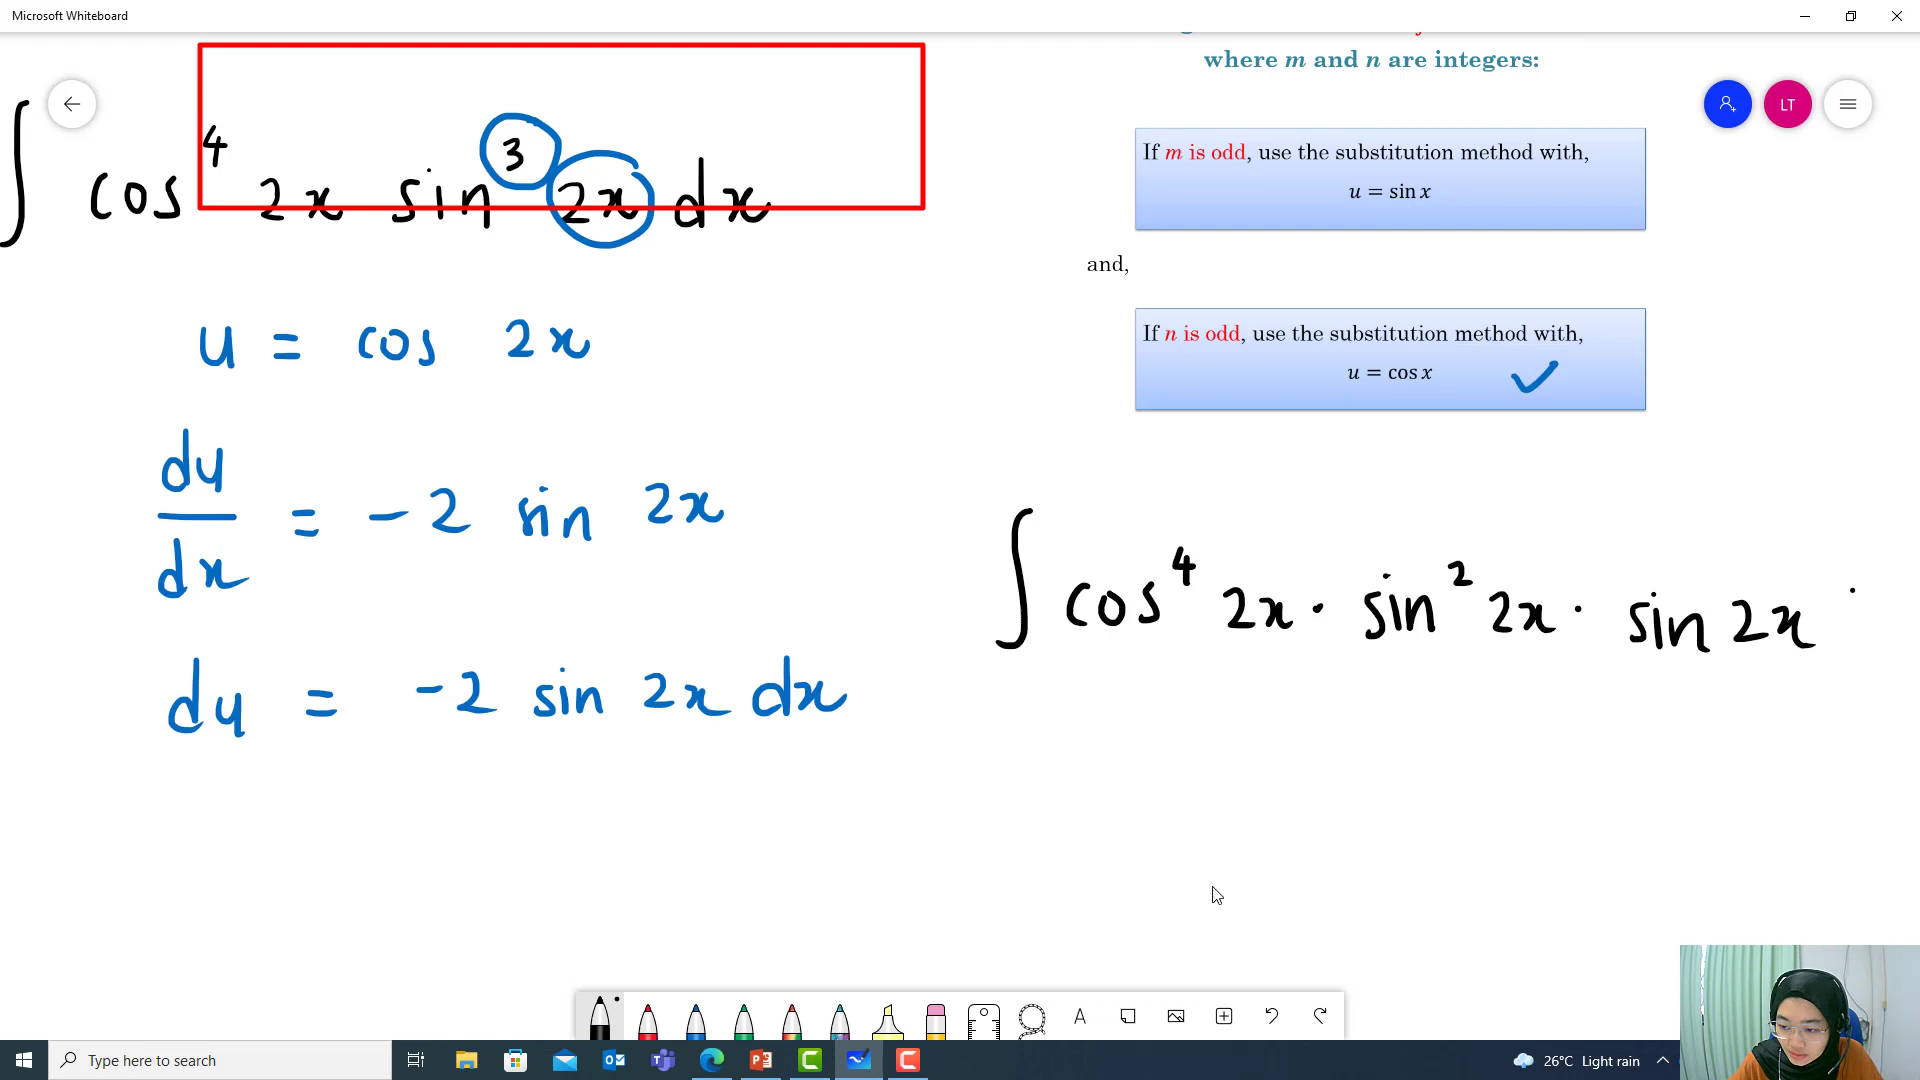 Microsoft Whiteboard
where m and n are integers:
LT
∫ cos⁴ 2x sin³ 2x dx
If m is odd, use the substitution method with,
u = sin x
and,
If n is odd, use the substitution method with,
u = cos x
u = cos 2x
du/dx = -2 sin 2x
du = -2 sin 2x dx
∫ cos⁴ 2x · sin² 2x · sin 2x ·
Type here to search
26°C Light rain